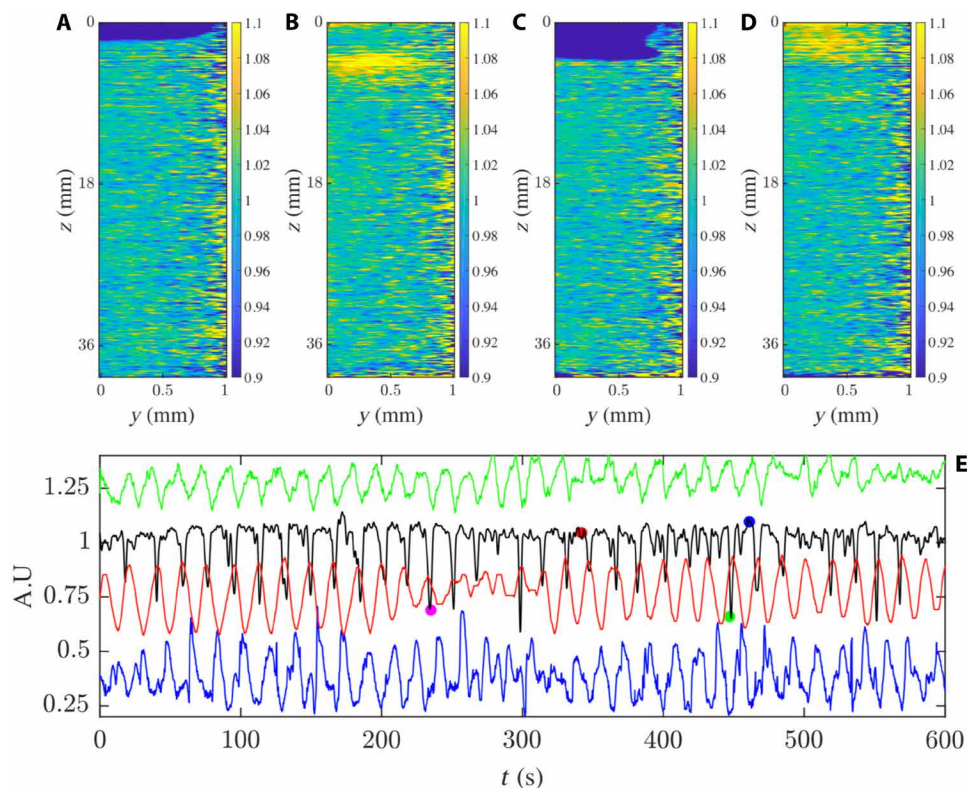 A B C D
0 1.1 0 1.1 0 1.1 0 1.1
1.08 1.08 1.08 1.08
1.06 1.06 1.06 1.06
1.04 1.04 1.04 1.04
1.02 1.02 1.02 1.02
z (mm) 18 1 z (mm) 18 1 z (mm) 18 1 z (mm) 18 1
0.98 0.98 0.98 0.98
0.96 0.96 0.96 0.96
0.94 0.94 0.94 0.94
36 0.92 36 0.92 36 0.92 36 0.92
0.9 0.9 0.9 0.9
0 0.5 1 0 0.5 1 0 0.5 1 0 0.5 1
y (mm) y (mm) y (mm) y (mm)
E
1.25
1
A.U
0.75
0.5
0.25
0 100 200 300 400 500 600
t (s)